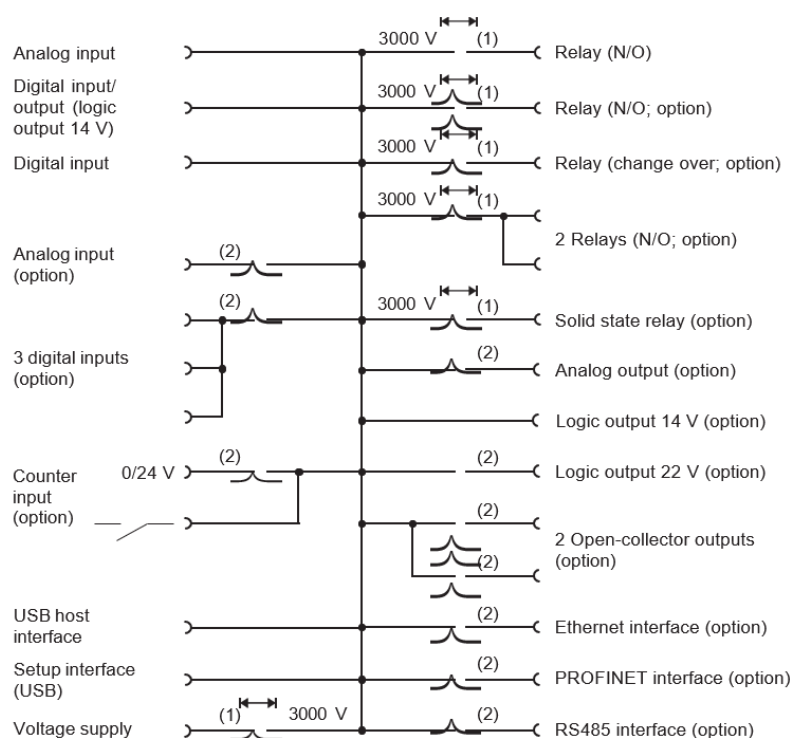 3000 V (1)
Analog input
Relay (N/O)
Digital input/
output (logic
output 14 V)
3000 V (1)
Relay (N/O; option)
3000 V (1)
Digital input
Relay (change over; option)
3000 V (1)
2 Relays (N/O; option)
Analog input
(option)
(2)
(2)
3000 V (1)
Solid state relay (option)
3 digital inputs
(option)
(2)
Analog output (option)
Logic output 14 V (option)
Counter
input
(option)
0/24 V
(2)
(2)
Logic output 22 V (option)
(2)
2 Open-collector outputs
(option)
(2)
USB host
interface
(2)
Ethernet interface (option)
Setup interface
(USB)
(2)
PROFINET interface (option)
Voltage supply
(1) 3000 V
(2)
RS485 interface (option)